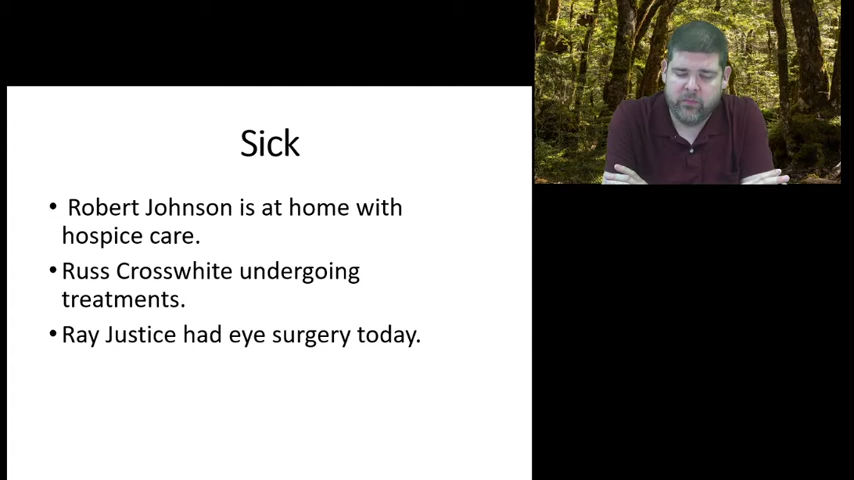 Sick
• Robert Johnson is at home with
hospice care.
• Russ Crosswhite undergoing
treatments.
• Ray Justice had eye surgery today.